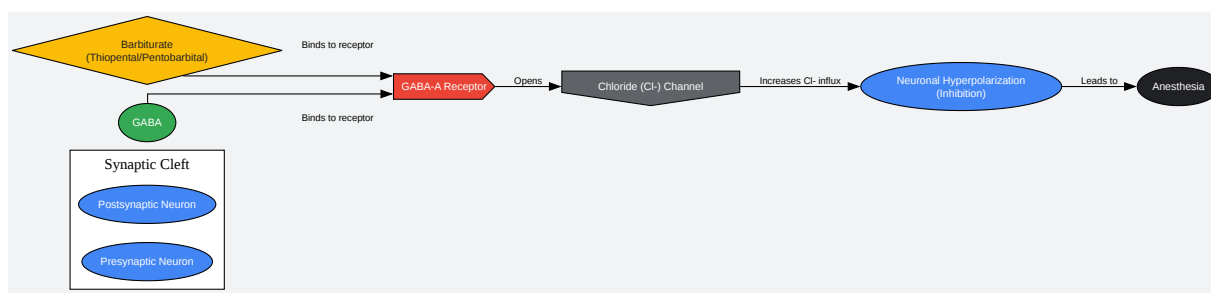 Barbiturate
(Thiopental/Pentobarbital)
Binds to receptor
GABA-A Receptor
Opens
Chloride (Cl-) Channel
Increases Cl- influx
Neuronal Hyperpolarization
(Inhibition)
Leads to
Anesthesia
GABA
Binds to receptor
Synaptic Cleft
Postsynaptic Neuron
Presynaptic Neuron